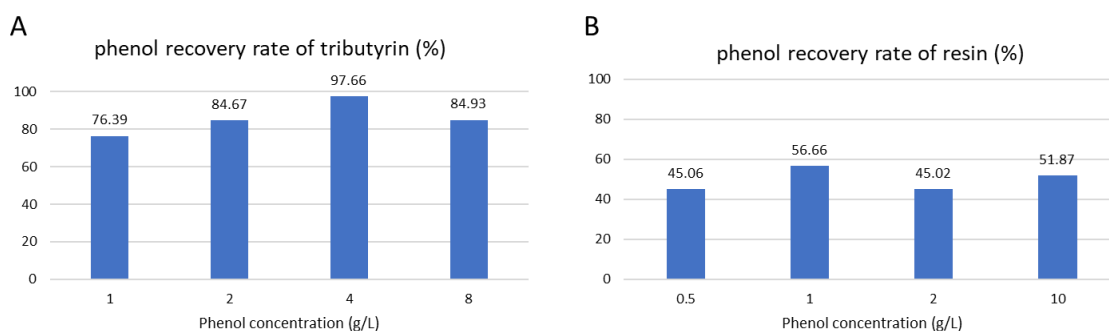 A
phenol recovery rate of tributyrin (%)
97.66
84.67
84.93
76.39
100
80
60
40
20
0
1 2 4 8
Phenol concentration (g/L)
B
phenol recovery rate of resin (%)
100
80
60
40
20
0
45.06
56.66
45.02
51.87
0.5 1 2 10
Phenol concentration (g/L)